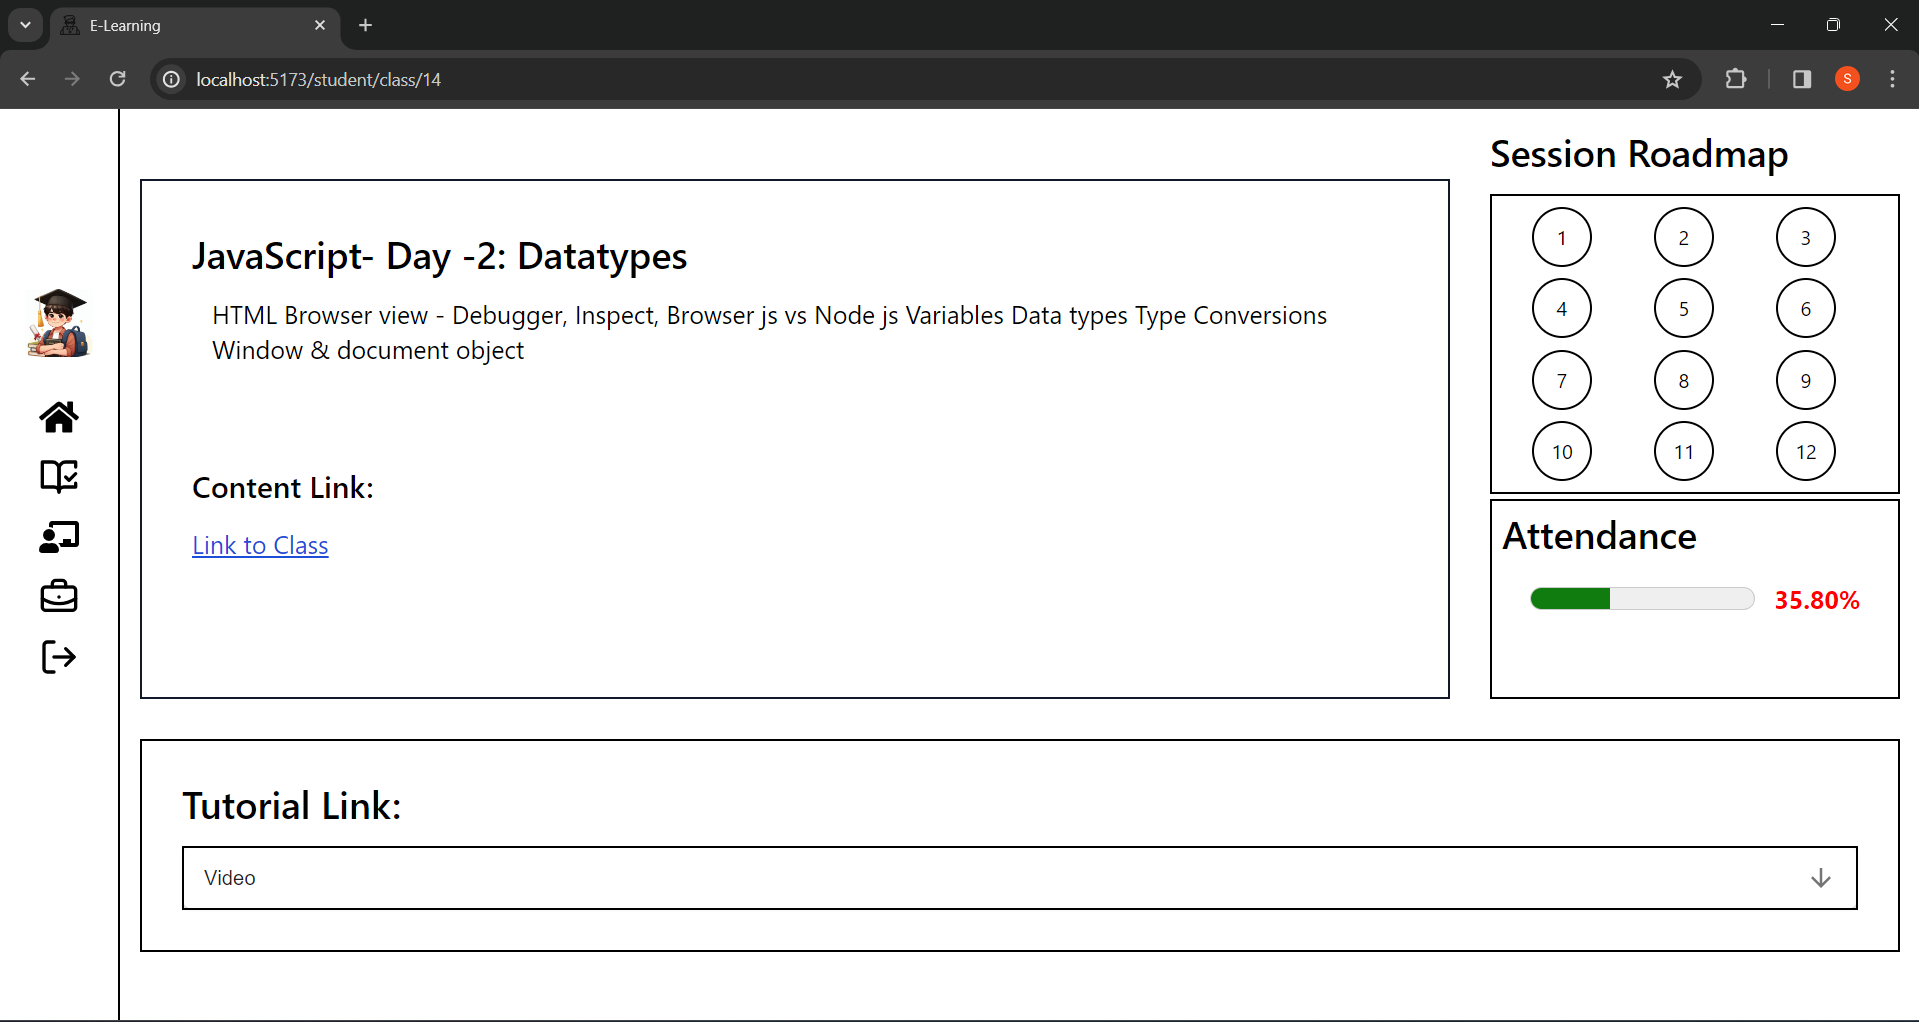 E-Learning
localhost:5173/student/class/14
S
Session Roadmap
1 2 3
4 5 6
7 8 9
10 11 12
JavaScript- Day -2: Datatypes
HTML Browser view - Debugger, Inspect, Browser js vs Node js Variables Data types Type Conversions
Window & document object
Content Link:
Link to Class
Attendance
35.80%
Tutorial Link:
Video